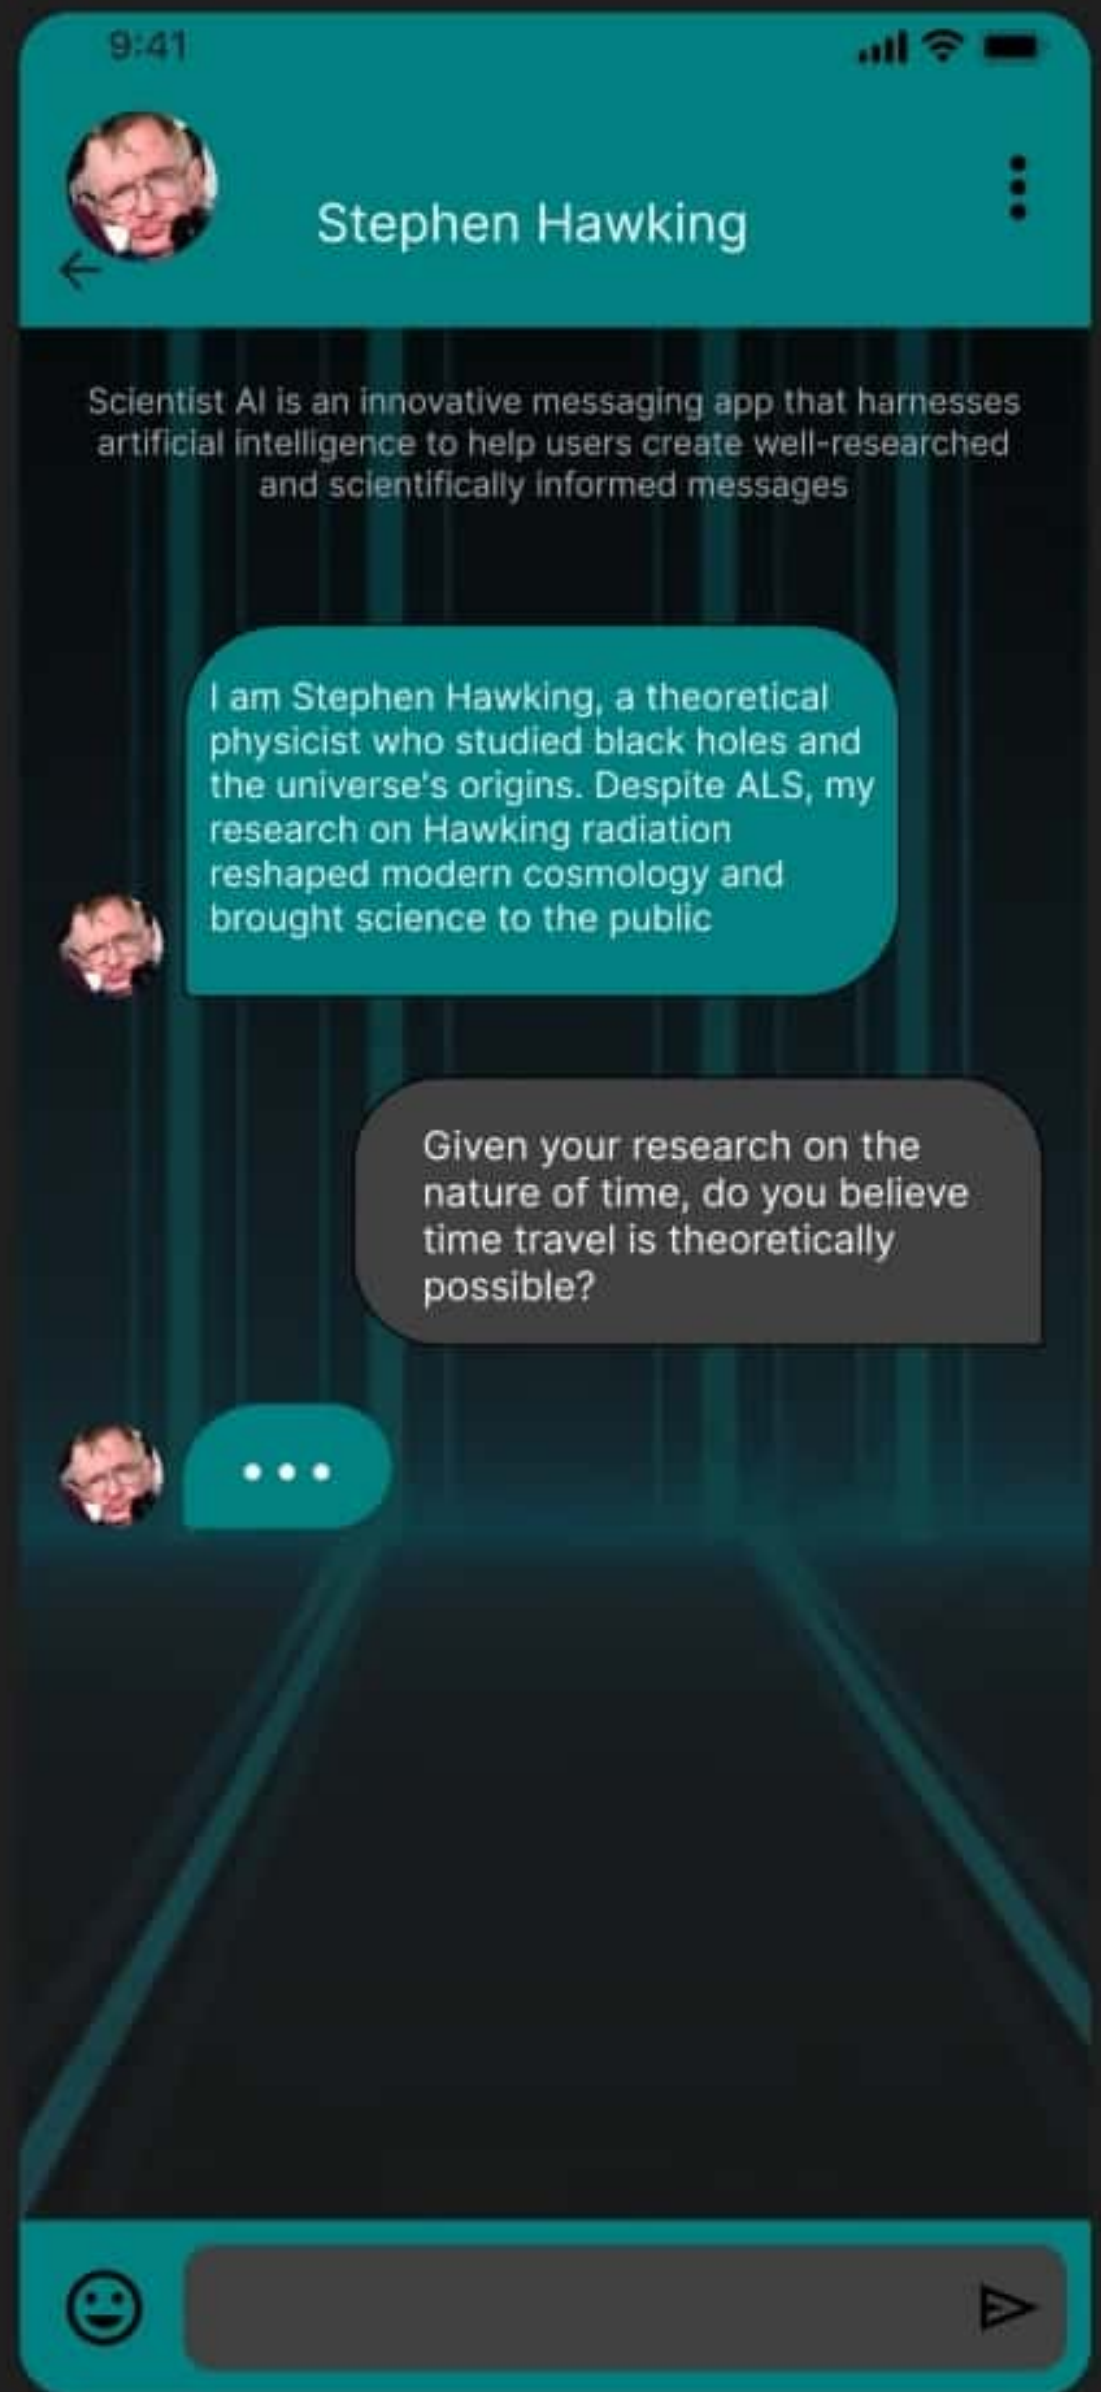 9:41
Stephen Hawking
Scientist AI is an innovative messaging app that harnesses
artificial intelligence to help users create well-researched
and scientifically informed messages
I am Stephen Hawking, a theoretical
physicist who studied black holes and
the universe's origins. Despite ALS, my
research on Hawking radiation
reshaped modern cosmology and
brought science to the public
Given your research on the
nature of time, do you believe
time travel is theoretically
possible?